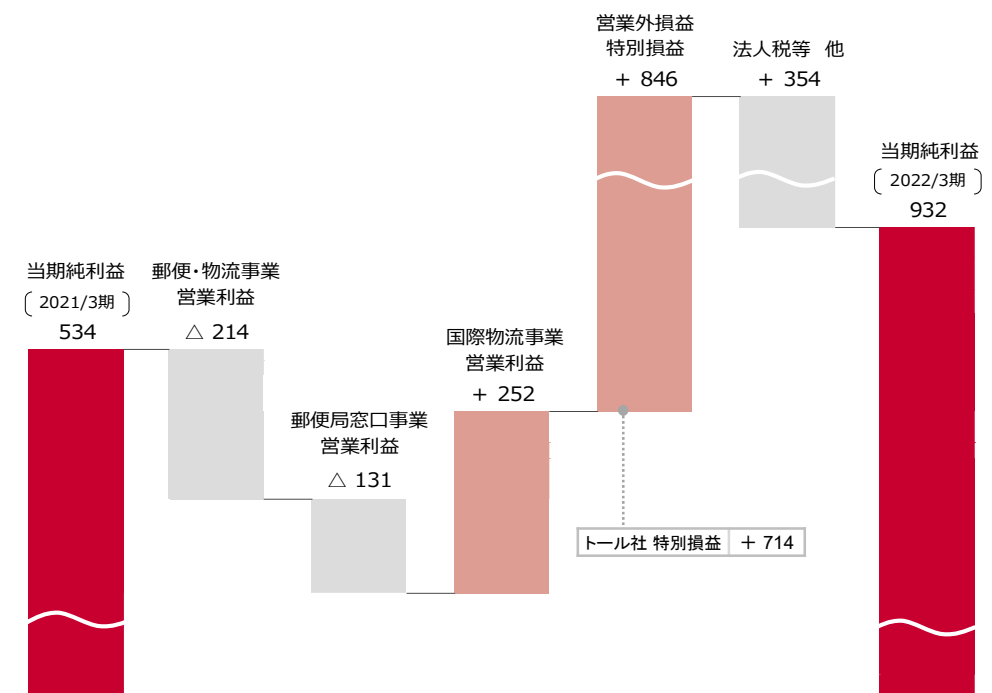 当期純利益
2021/3期
534
郵便・物流事業
営業利益
△ 214
郵便局窓口事業
営業利益
△ 131
国際物流事業
営業利益
+ 252
営業外損益
特別損益
+ 846
トール社 特別損益 + 714
法人税等 他
+ 354
当期純利益
2022/3期
932